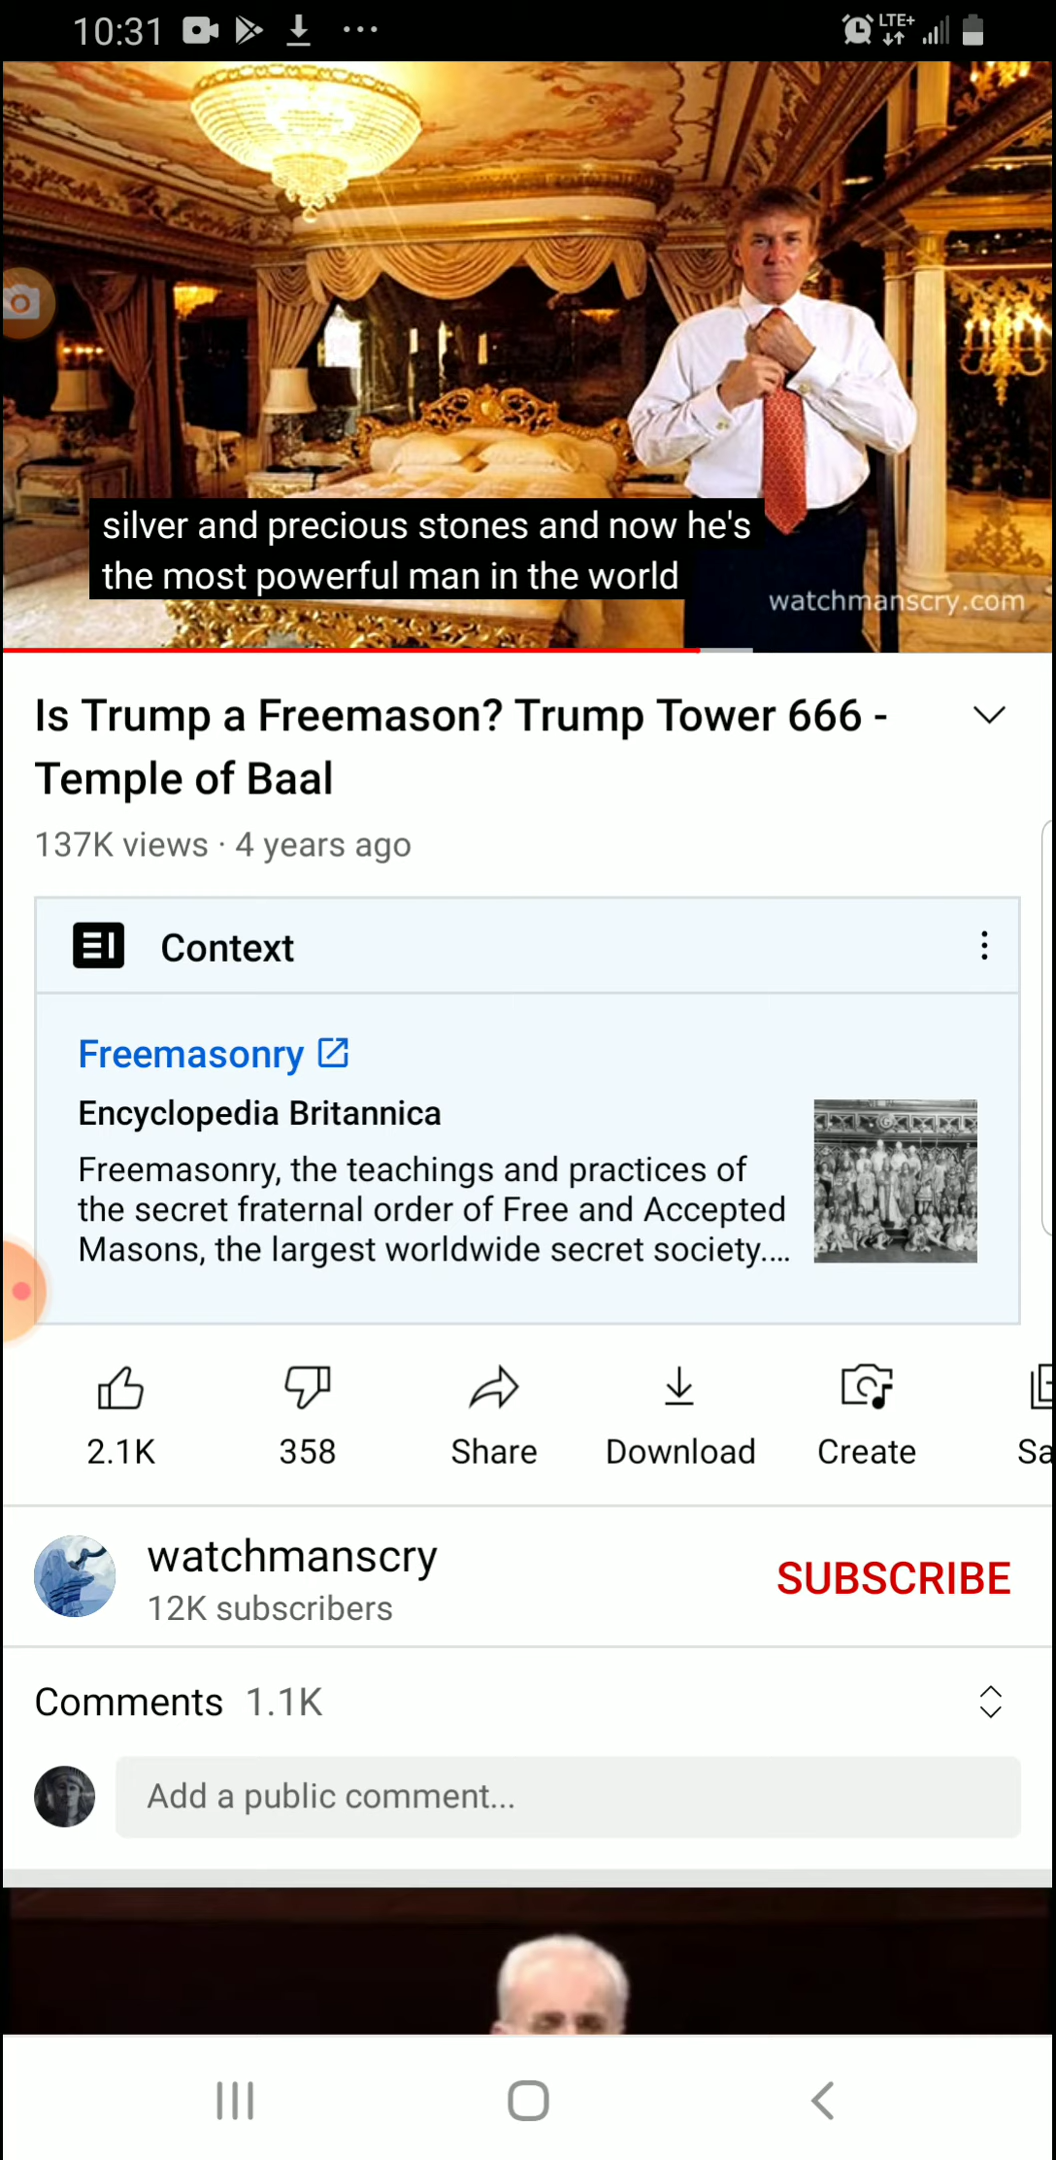 10:31
LTE+
silver and precious stones and now he's
the most powerful man in the world
watchmanscry.com
Is Trump a Freemason? Trump Tower 666 -
Temple of Baal
137K views · 4 years ago
Context
Freemasonry
Encyclopedia Britannica
Freemasonry, the teachings and practices of
the secret fraternal order of Free and Accepted
Masons, the largest worldwide secret society....
2.1K 358 Share Download Create Sa
watchmanscry
SUBSCRIBE
12K subscribers
Comments 1.1K
Add a public comment...